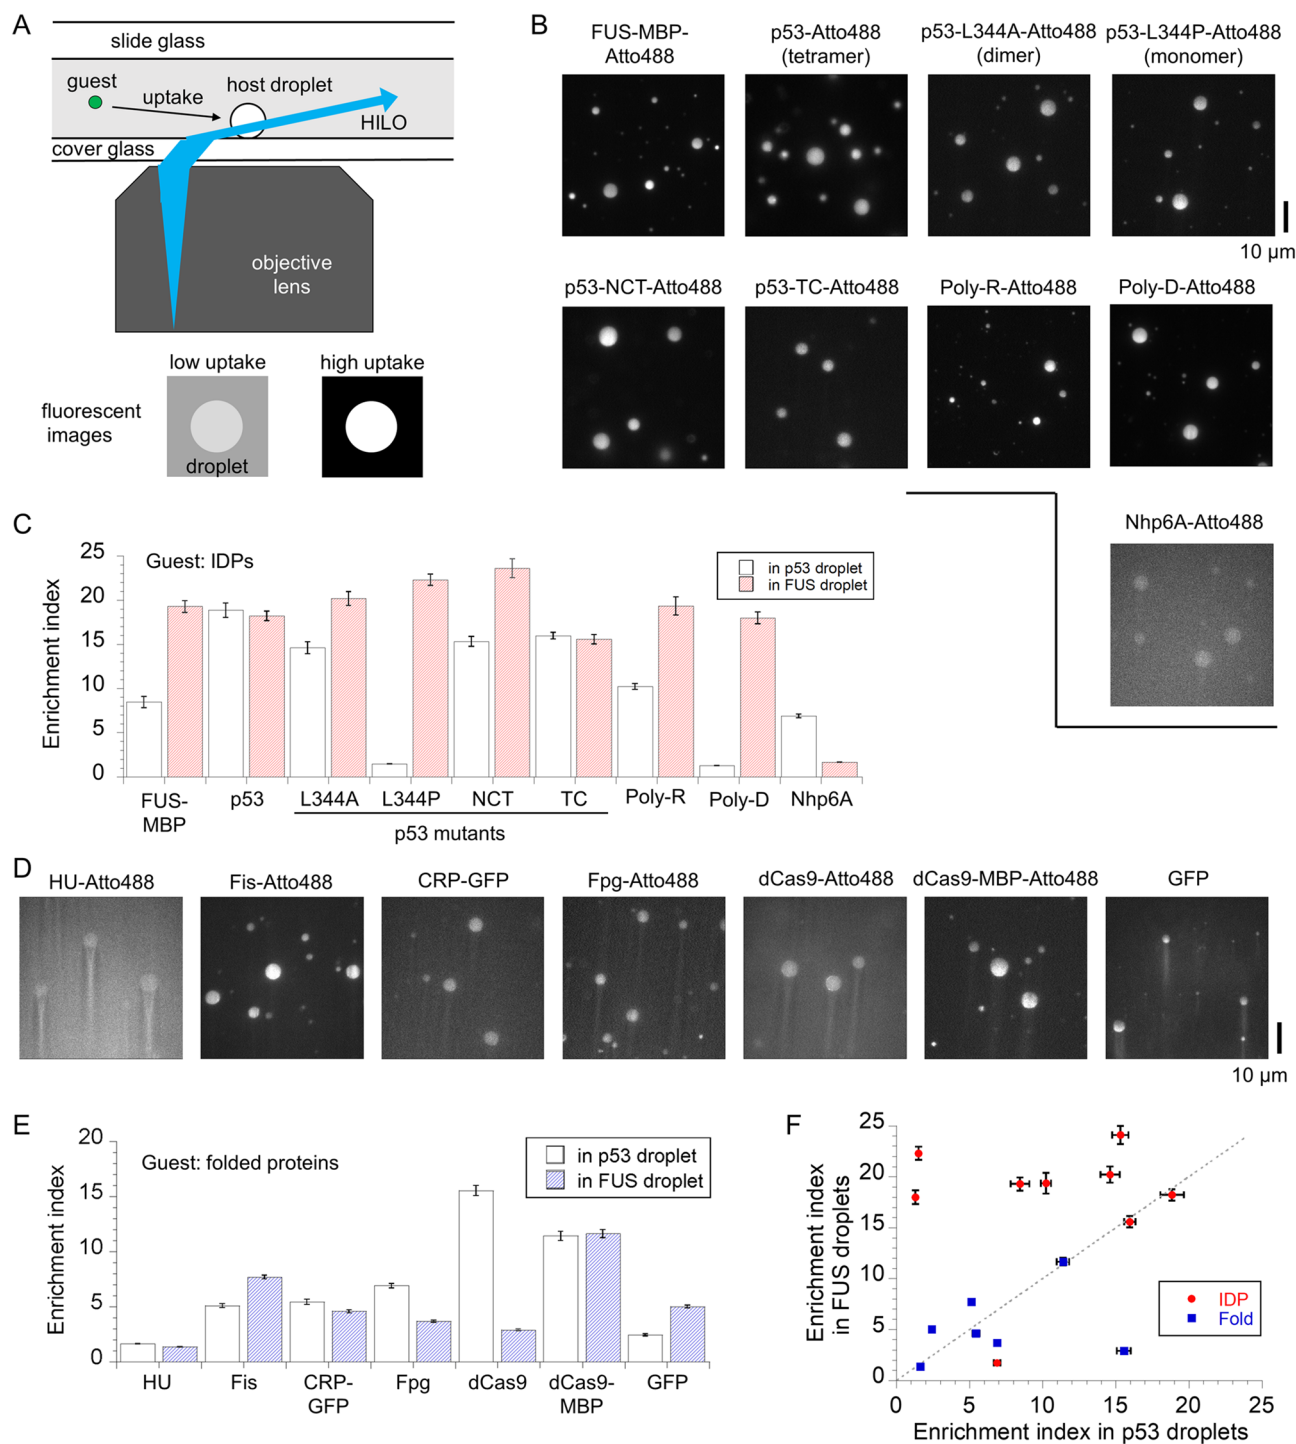 A
slide glass
guest
uptake
host droplet
HILO
cover glass
objective
lens
low uptake
high uptake
fluorescent
images
droplet
B
FUS-MBP-
Atto488
p53-Atto488
(tetramer)
p53-L344A-Atto488
(dimer)
p53-L344P-Atto488
(monomer)
10 µm
p53-NCT-Atto488
p53-TC-Atto488
Poly-R-Atto488
Poly-D-Atto488
Nhp6A-Atto488
C
Enrichment index
25
20
15
10
5
0
Guest: IDPs
in p53 droplet
in FUS droplet
FUS-
MBP
p53
L344A
L344P
NCT
TC
Poly-R
Poly-D
Nhp6A
p53 mutants
D
HU-Atto488
Fis-Atto488
CRP-GFP
Fpg-Atto488
dCas9-Atto488
dCas9-MBP-Atto488
GFP
10 µm
E
Enrichment index
20
15
10
5
0
Guest: folded proteins
in p53 droplet
in FUS droplet
HU
Fis
CRP-
GFP
Fpg
dCas9
dCas9-
MBP
GFP
F
Enrichment index
in FUS droplets
25
20
15
10
5
0
IDP
Fold
0
5
10
15
20
25
Enrichment index in p53 droplets